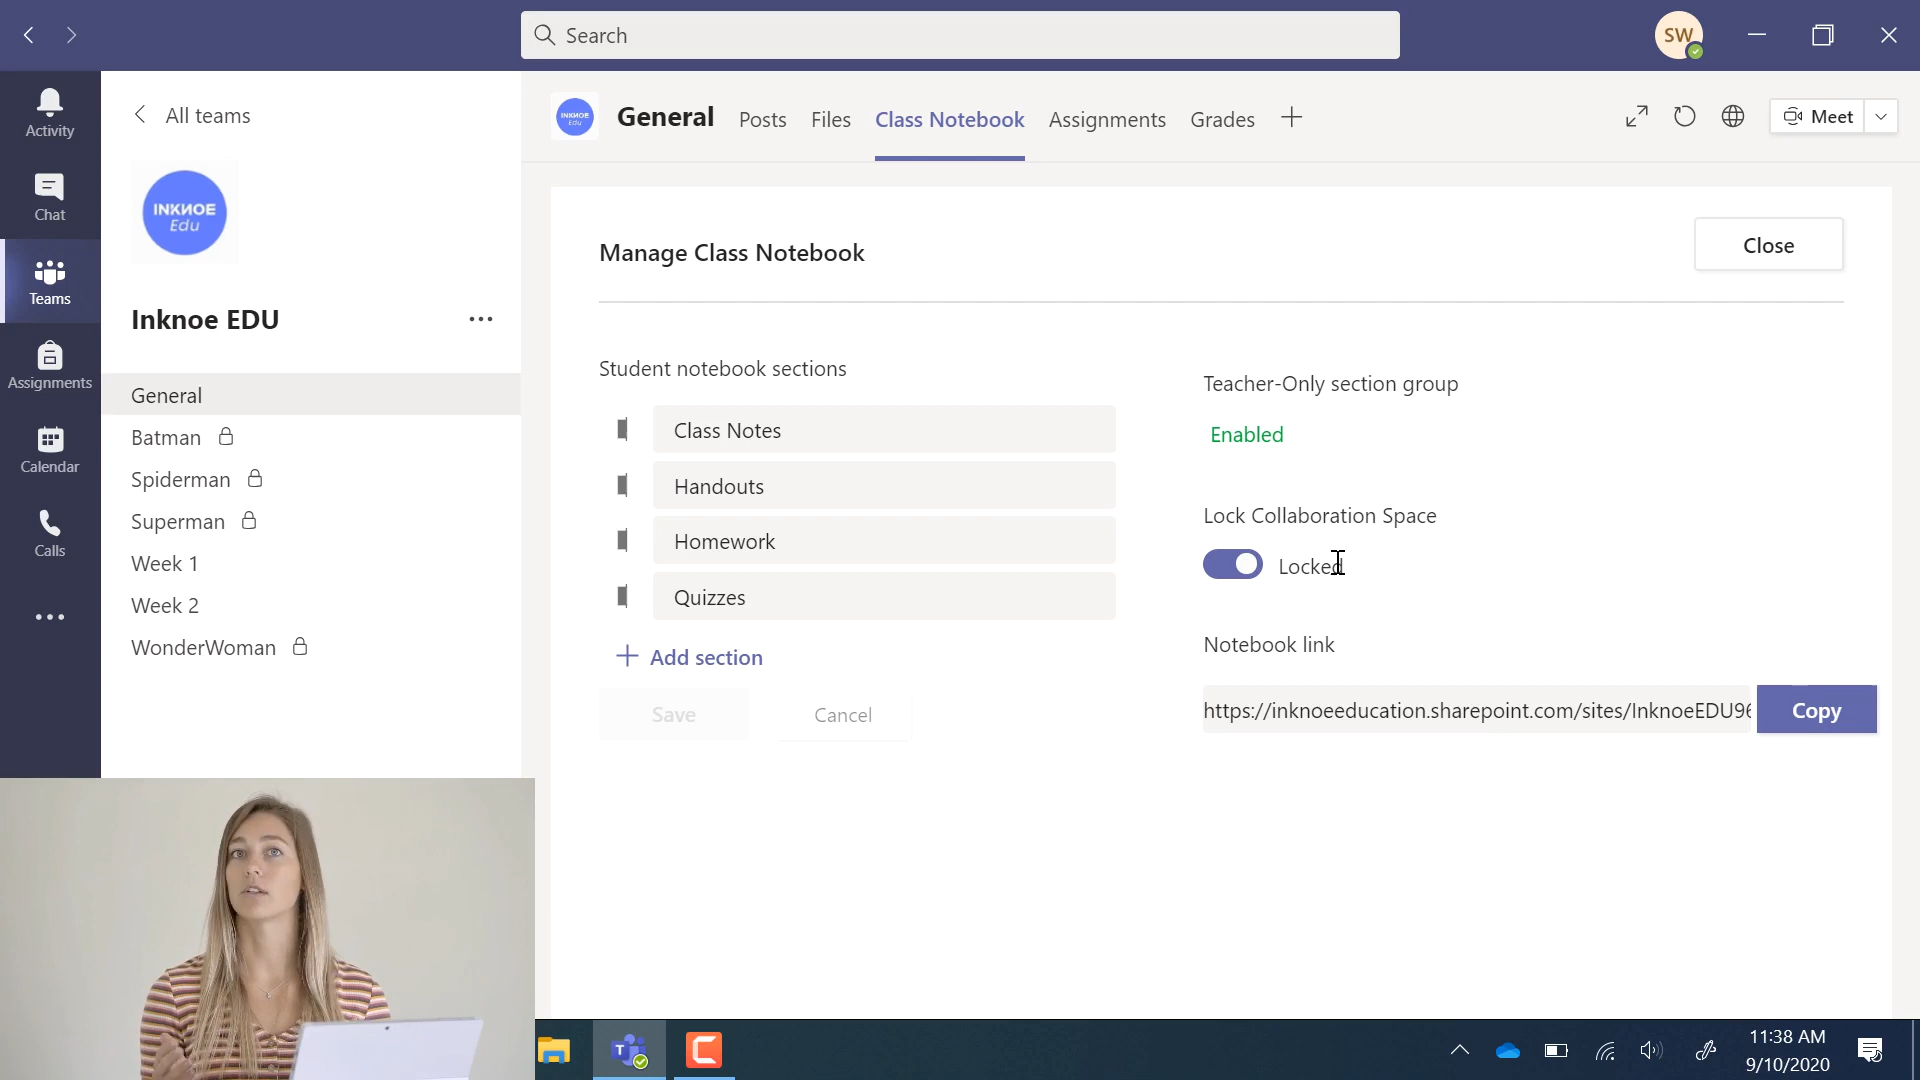 Search
SW
Activity
Chat
Teams
Assignments
Calendar
Calls
All teams
INKNOE
Edu
Inknoe EDU
General
Batman
Spiderman
Superman
Week 1
Week 2
WonderWoman
INKNOE
Edu
General Posts Files Class Notebook Assignments Grades
Meet
Manage Class Notebook
Close
Student notebook sections
Class Notes
Handouts
Homework
Quizzes
Add section
Save Cancel
Teacher-Only section group
Enabled
Lock Collaboration Space
Locked
Notebook link
https://inknoeeducation.sharepoint.com/sites/InknoeEDU96
Copy
T
C
11:38 AM
9/10/2020